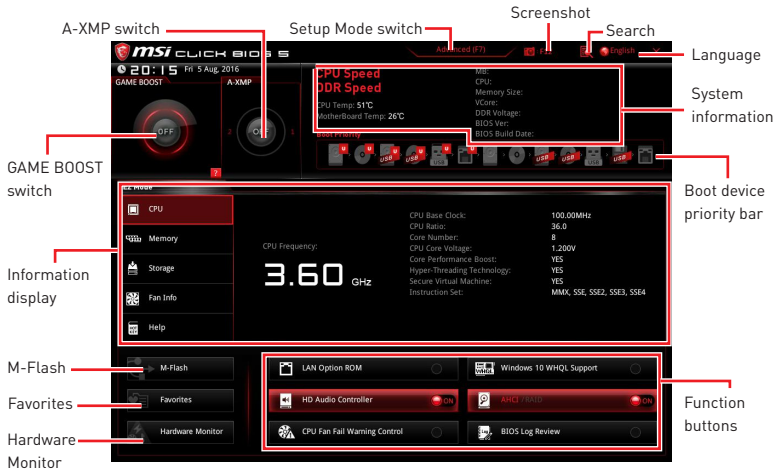 Screenshot
A-XMP switch
Setup Mode switch
Search
msi CLICK BIOS 5
Advanced (F7)
F12
English
X
Language
20:15 Fri 5 Aug, 2016
GAME BOOST
A-XMP
CPU Speed
DDR Speed
CPU Temp: 51°C
MotherBoard Temp: 26°C
MB:
CPU:
Memory Size:
VCore:
DDR Voltage:
BIOS Ver:
BIOS Build Date:
System
information
OFF
2 OFF 1
Boot Priority
U U U U U U
USB USB USB USB USB USB
?
GAME BOOST
switch
Boot device
priority bar
EZ Mode
CPU
Memory
Storage
Fan Info
Help
CPU Frequency:
3.60 GHz
CPU Base Clock: 100.00MHz
CPU Ratio: 36.0
Core Number: 8
CPU Core Voltage: 1.200V
Core Performance Boost: YES
Hyper-Threading Technology: YES
Secure Virtual Machine: YES
Instruction Set: MMX, SSE, SSE2, SSE3, SSE4
Information
display
M-Flash
Favorites
Hardware
Monitor
M-Flash
Favorites
Hardware Monitor
LAN Option ROM
WHQL Windows 10 WHQL Support
HD Audio Controller ON
AHCI /RAID ON
CPU Fan Fail Warning Control
BIOS Log Review
Function
buttons